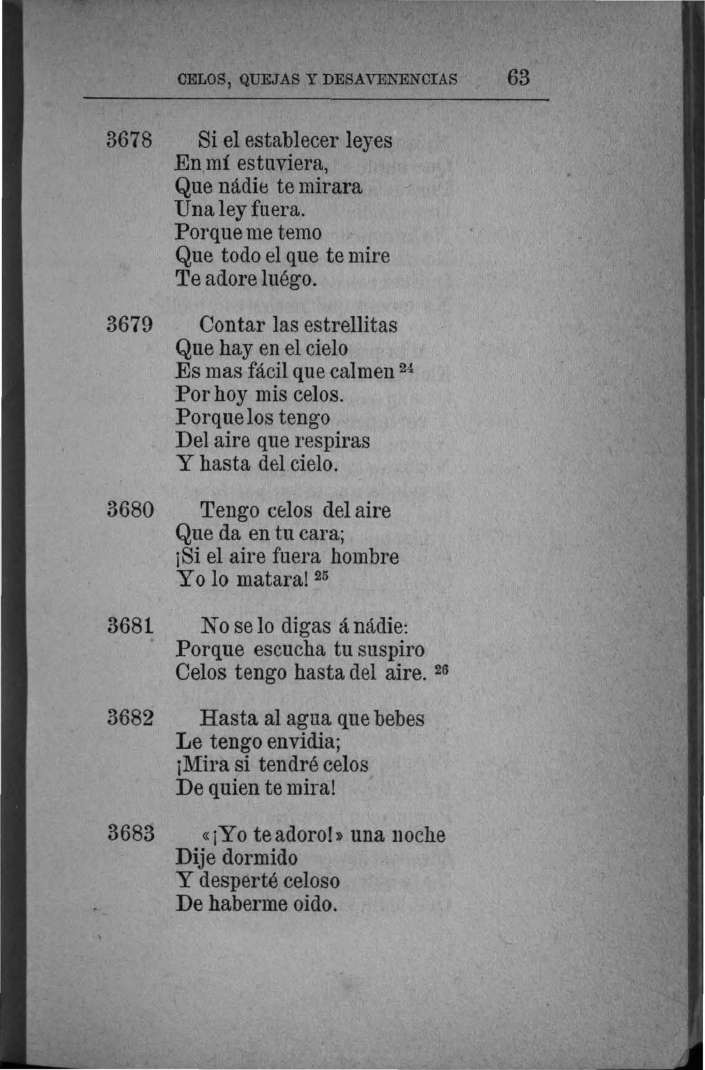 CELOS, QUEJAS Y DESAVENENCIAS 63
3678 Si el establecer leyes
En mí estuviera,
Que nádie te mirara
Una ley fuera.
Porque me temo
Que todo el que te mire
Te adore luégo.
3679 Contar las estrellitas
Que hay en el cielo
Es mas fácil que calmen 24
Por hoy mis celos.
Porque los tengo
Del aire que respiras
Y hasta del cielo.
3680 Tengo celos del aire
Que da en tu cara;
¡Si el aire fuera hombre
Yo lo matara! 25
3681 No se lo digas á nádie:
Porque escucha tu suspiro
Celos tengo hasta del aire. 26
3682 Hasta al agua que bebes
Le tengo envidia;
¡Mira si tendré celos
De quien te mira!
3683 «¡Yo te adoro!» una noche
Dije dormido
Y desperté celoso
De haberme oido.